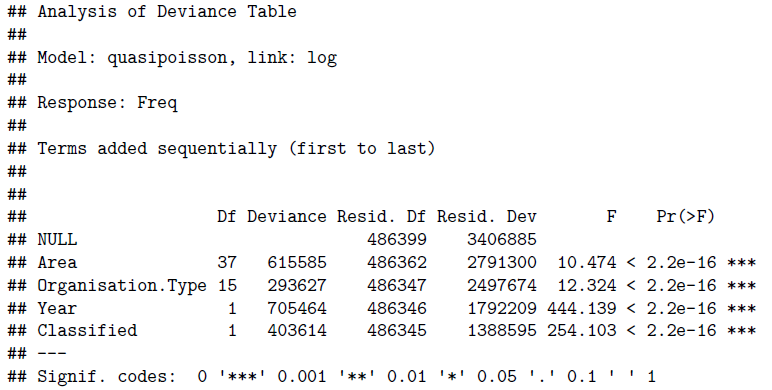 ## Analysis of Deviance Table
##
## Model: quasipoisson, link: log
##
## Response: Freq
##
## Terms added sequentially (first to last)
##
##
##                   Df Deviance Resid. Df Resid. Dev       F    Pr(>F)
## NULL                             486399    3406885
## Area              37   615585    486362    2791300  10.474 < 2.2e-16 ***
## Organisation.Type 15   293627    486347    2497674  12.324 < 2.2e-16 ***
## Year               1   705464    486346    1792209 444.139 < 2.2e-16 ***
## Classified         1   403614    486345    1388595 254.103 < 2.2e-16 ***
## ---
## Signif. codes:  0 '***' 0.001 '**' 0.01 '*' 0.05 '.' 0.1 ' ' 1